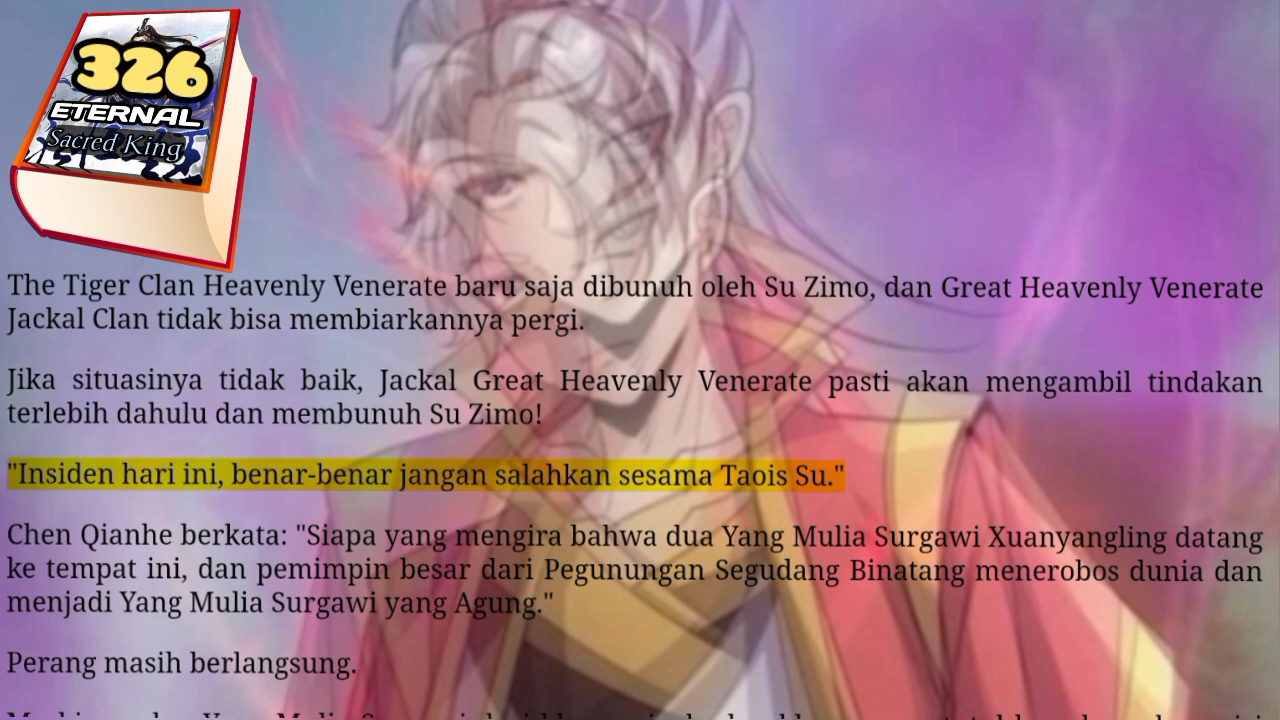 326
ETERNAL
Sacred King
The Tiger Clan Heavenly Venerate baru saja dibunuh oleh Su Zimo, dan Great Heavenly Venerate
Jackal Clan tidak bisa membiarkannya pergi.
Jika situasinya tidak baik, Jackal Great Heavenly Venerate pasti akan mengambil tindakan
terlebih dahulu dan membunuh Su Zimo!
"Insiden hari ini, benar-benar jangan salahkan sesama Taois Su."
Chen Qianhe berkata: "Siapa yang mengira bahwa dua Yang Mulia Surgawi Xuanyangling datang
ke tempat ini, dan pemimpin besar dari Pegunungan Segudang Binatang menerobos dunia dan
menjadi Yang Mulia Surgawi yang Agung."
Perang masih berlangsung.